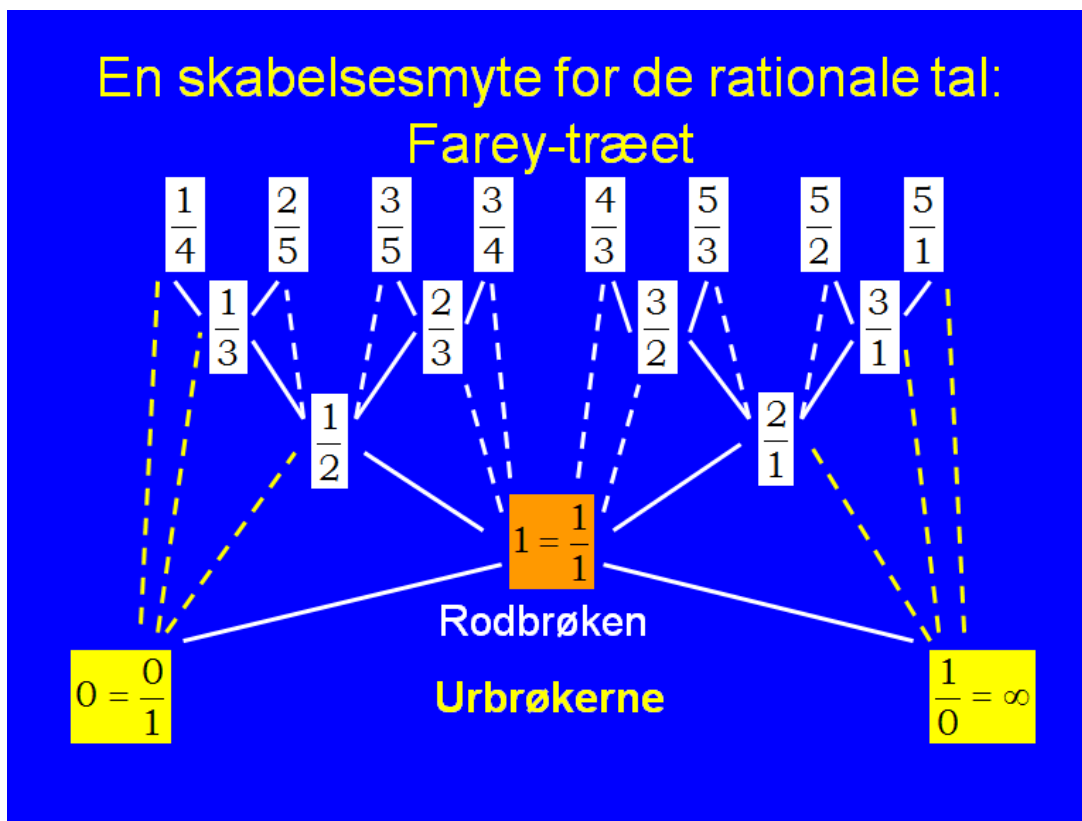 En skabelsesmyte for de rationale tal:
Farey-træet
1/4 2/5 3/5 3/4 4/3 5/3 5/2 5/1
1/3 2/3 3/2 3/1
1/2 2/1
1 = 1/1
Rodbrøken
0 = 0/1 Urbrøkerne 1/0 = ∞